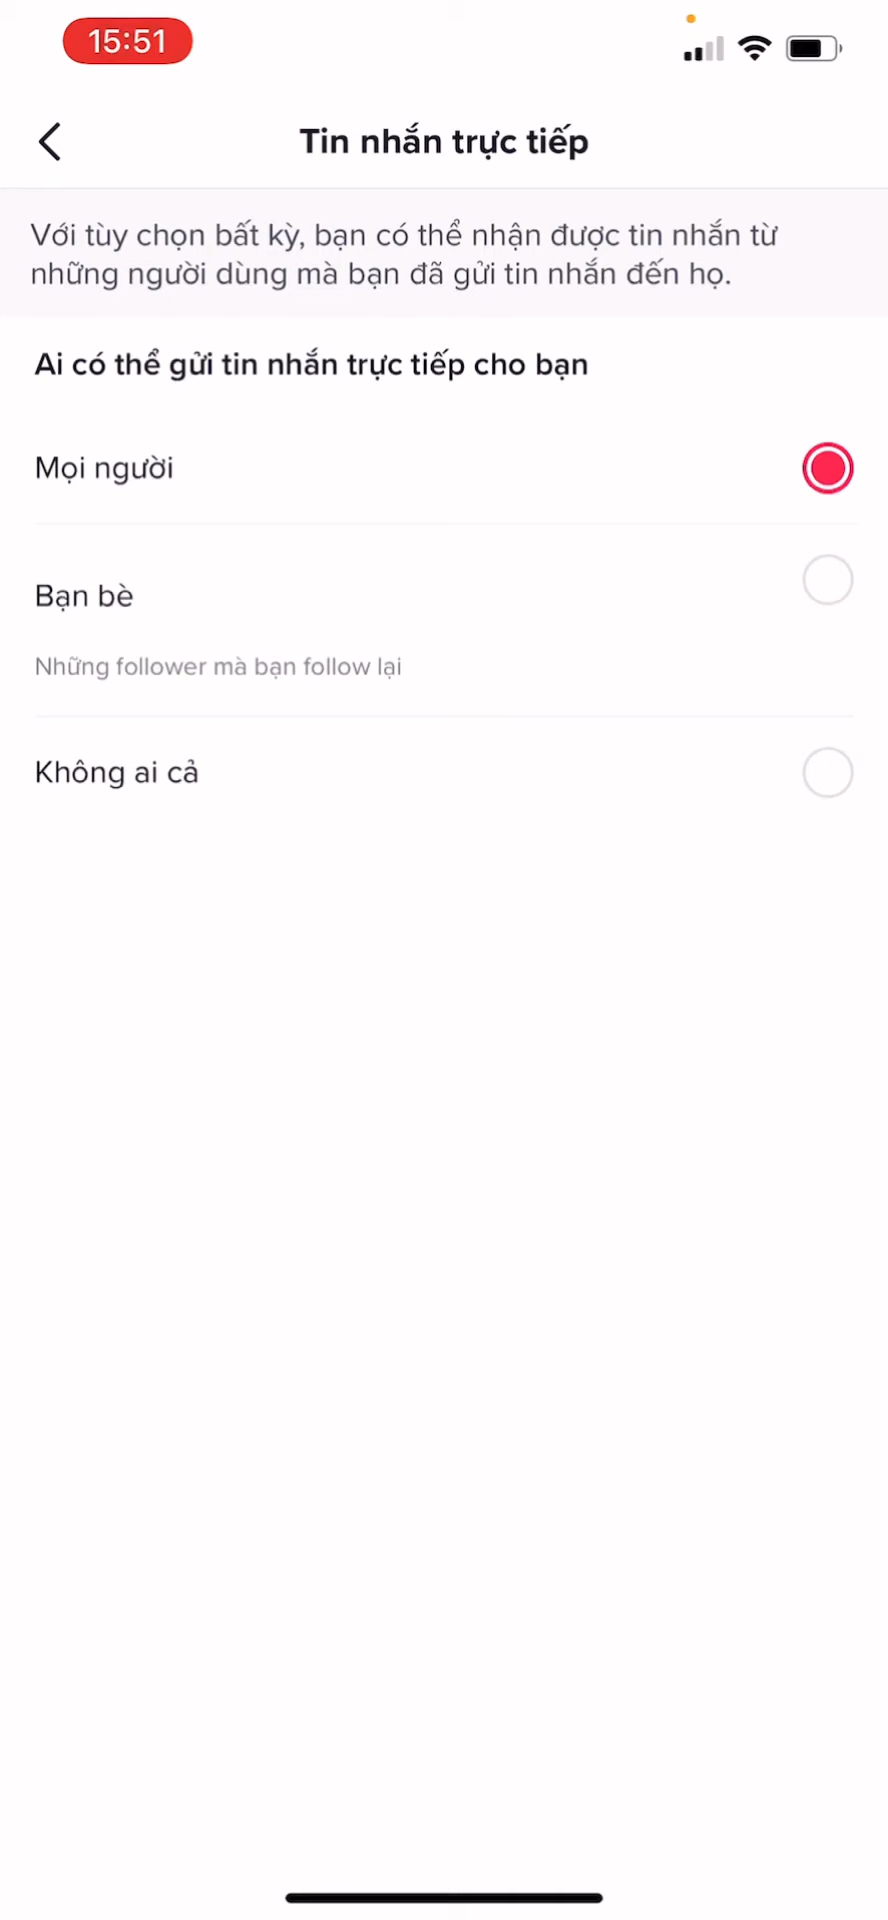 15:51
Tin nhắn trực tiếp
Với tùy chọn bất kỳ, bạn có thể nhận được tin nhắn từ
những người dùng mà bạn đã gửi tin nhắn đến họ.
Ai có thể gửi tin nhắn trực tiếp cho bạn
Mọi người
Bạn bè
Những follower mà bạn follow lại
Không ai cả